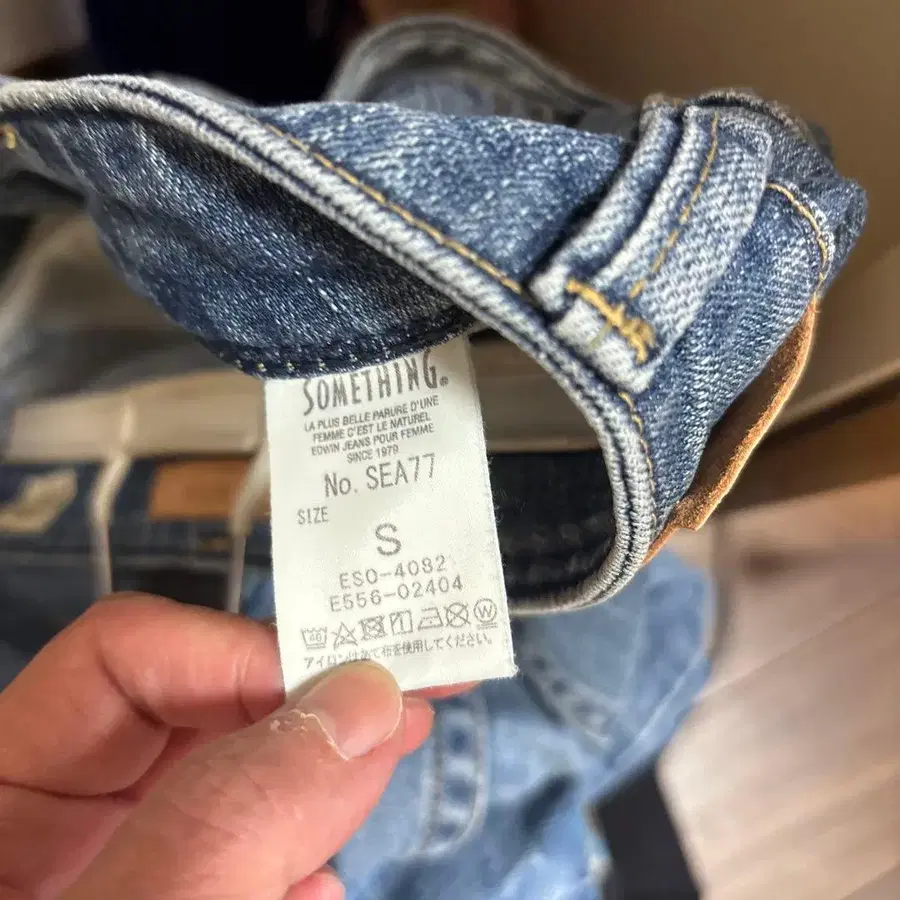 SOMETHING®
LA PLUS BELLE PARURE D'UNE
FEMME C'EST LE NATUREL
EDWIN JEANS POUR FEMME
SINCE 1979
No. SEA77
SIZE
S
ESO-4082
E556-02404
40 W
アイロンはあて布を使用してください。